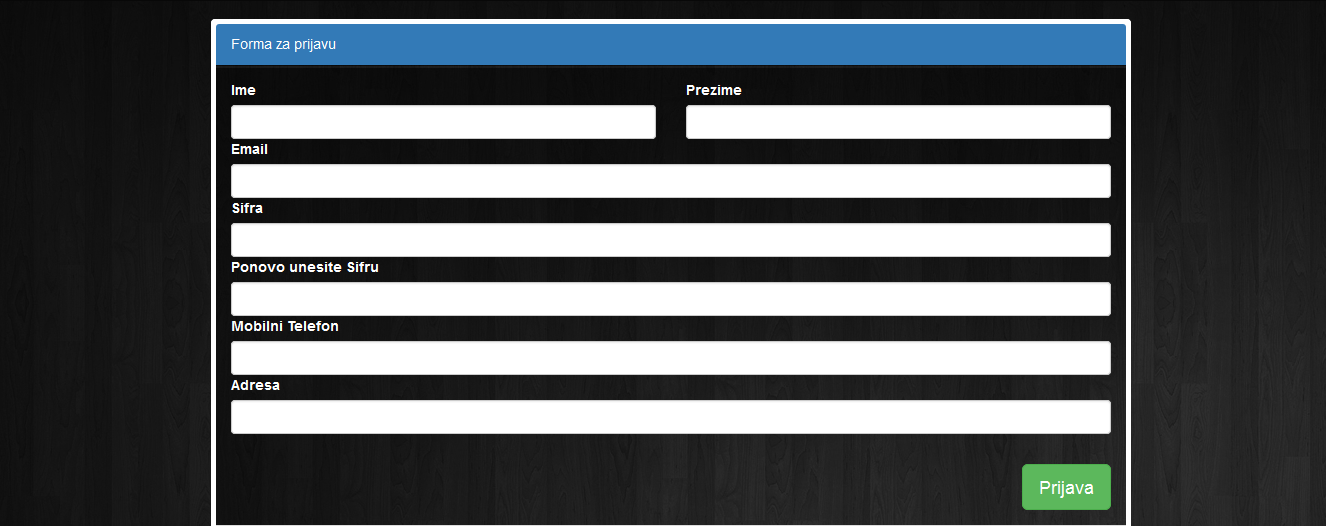 Forma za prijavu
Ime Prezime
Email
Sifra
Ponovo unesite Sifru
Mobilni Telefon
Adresa
Prijava